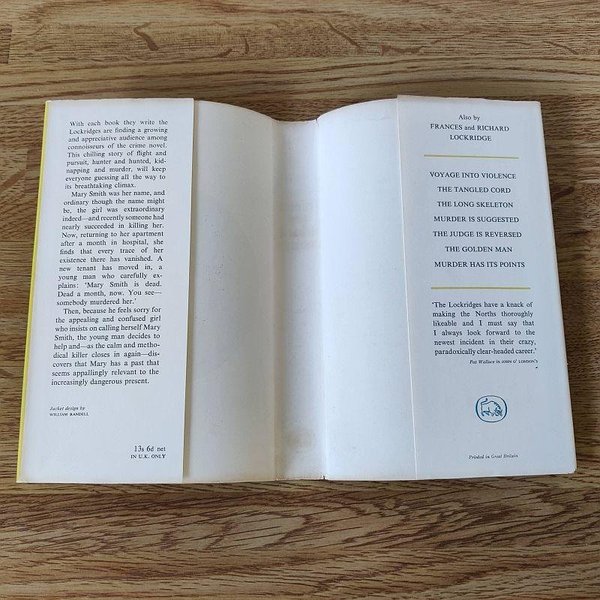 With each book they write the
Lockridges are finding a growing
and appreciative audience among
connoisseurs of the crime novel.
This chilling story of flight and
pursuit, hunter and hunted, kid-
napping and murder, will keep
everyone guessing all the way to
its breathtaking climax.
Mary Smith was her name, and
ordinary though the name might
be, the girl was extraordinary
indeed—and recently someone had
nearly succeeded in killing her.
Now, returning to her apartment
after a month in hospital, she
finds that every trace of her
existence there has vanished. A
new tenant has moved in, a
young man who carefully ex-
plains: 'Mary Smith is dead.
Dead a month, now. You see—
somebody murdered her.'
Then, because he feels sorry for
the appealing and confused girl
who insists on calling herself Mary
Smith, the young man decides to
help and—as the calm and metho-
dical killer closes in again—dis-
covers that Mary has a past that
seems appallingly relevant to the
increasingly dangerous present.
Jacket design by
WILLIAM RANDELL
13s 6d net
IN U.K. ONLY
Also by
FRANCES and RICHARD
LOCKRIDGE
VOYAGE INTO VIOLENCE
THE TANGLED CORD
THE LONG SKELETON
MURDER IS SUGGESTED
THE JUDGE IS REVERSED
THE GOLDEN MAN
MURDER HAS ITS POINTS
'The Lockridges have a knack of
making the Norths thoroughly
likeable and I must say that
I always look forward to the
newest incident in their crazy,
paradoxically clear-headed career.'
Pat Wallace in JOHN O' LONDON'S
Printed in Great Britain